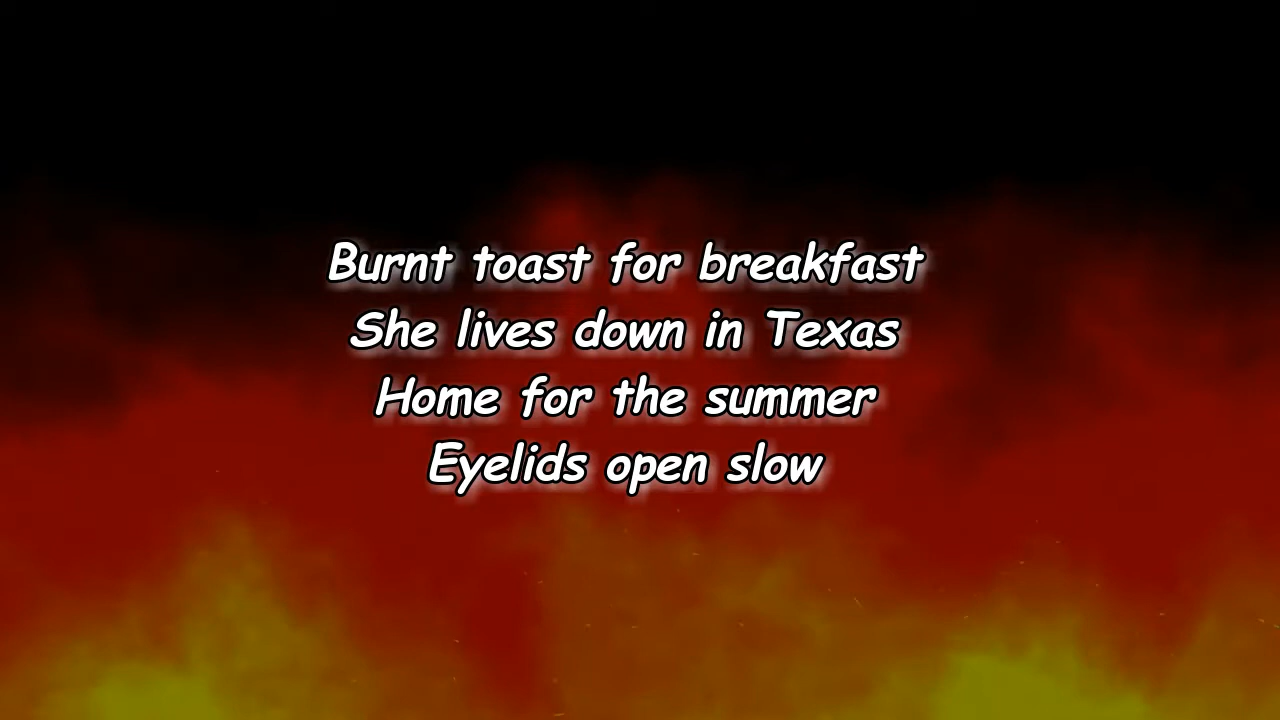 Burnt toast for breakfast
She lives down in Texas
Home for the summer
Eyelids open slow